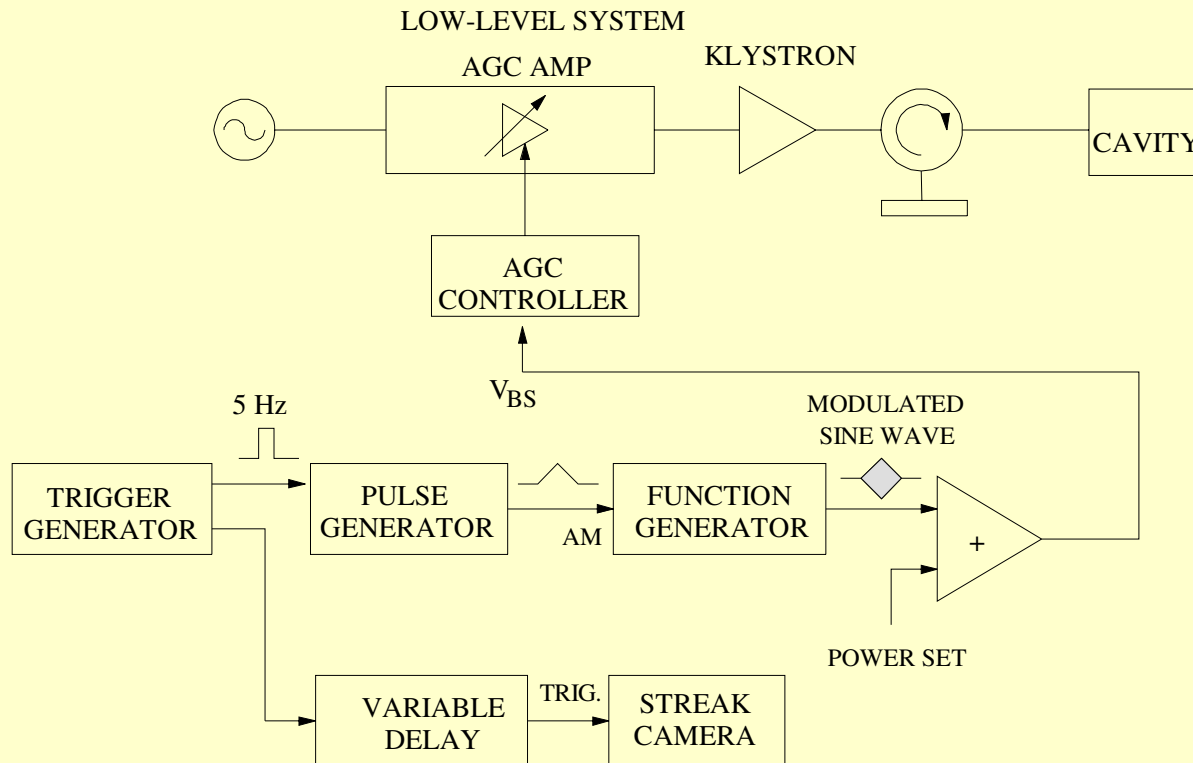 LOW-LEVEL SYSTEM
AGC AMP
KLYSTRON
CAVITY
AGC
CONTROLLER
VBS
5 Hz
MODULATED
SINE WAVE
TRIGGER
GENERATOR
PULSE
GENERATOR
AM
FUNCTION
GENERATOR
+
POWER SET
VARIABLE
DELAY
TRIG.
STREAK
CAMERA